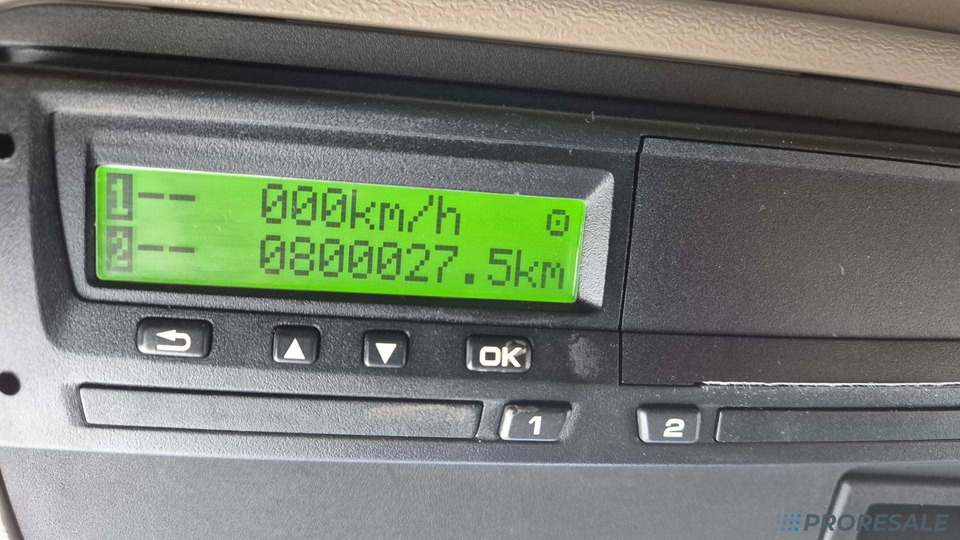 1-- 000km/h
2-- 0800027.5km
OK
1 2
PRORESALE